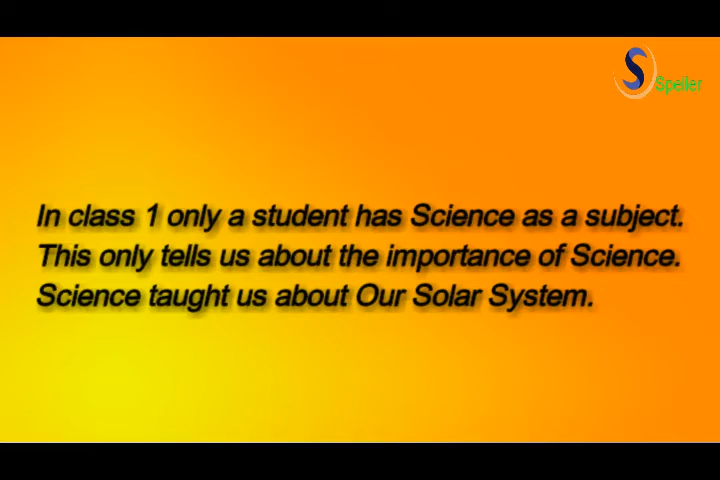 Speller
In class 1 only a student has Science as a subject.
This only tells us about the importance of Science.
Science taught us about Our Solar System.